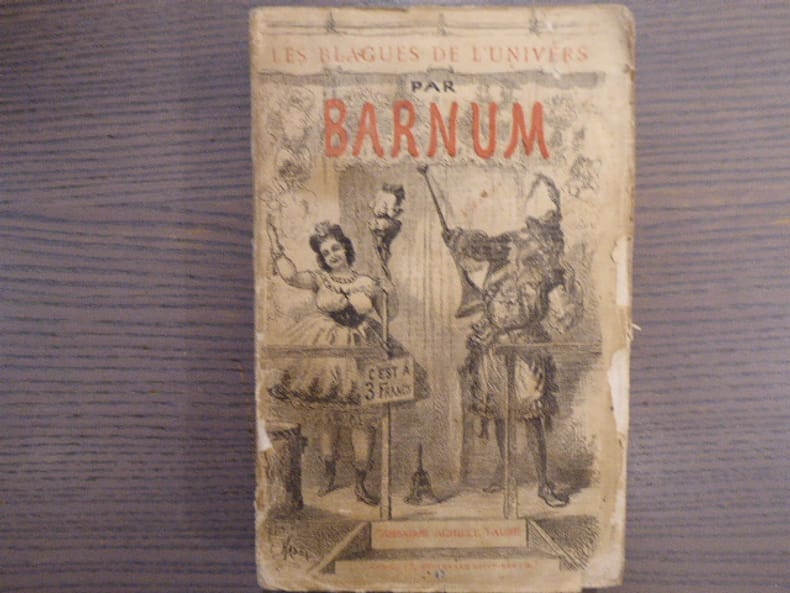 LES BLAGUES DE L'UNIVERS
PAR
BARNUM
C'EST À
3 FRANCS
LIBRAIRIE ACHILLE FAURE